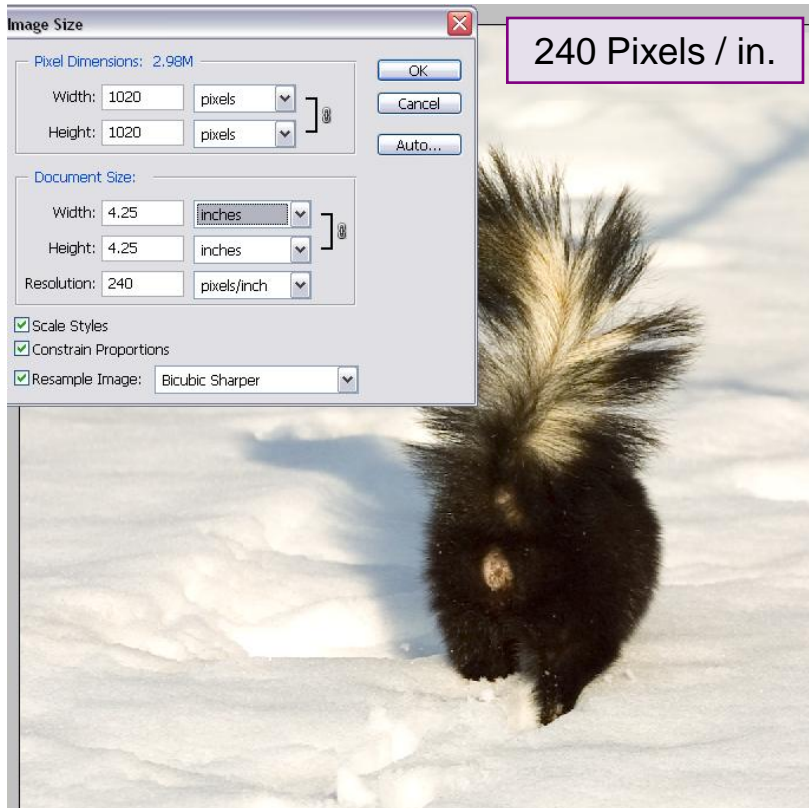 Image Size
240 Pixels / in.
Pixel Dimensions: 2.98M
OK
Width: 1020 pixels
Cancel
Height: 1020 pixels
Auto...
Document Size:
Width: 4.25 inches
Height: 4.25 inches
Resolution: 240 pixels/inch
Scale Styles
Constrain Proportions
Resample Image: Bicubic Sharper